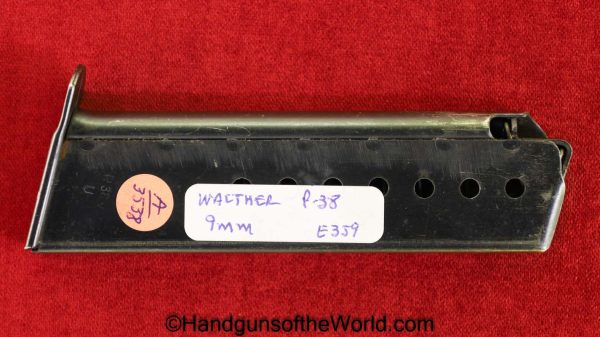 A
3538
WALTHER P-38
9mm E359
U
©HandgunsoftheWorld.com